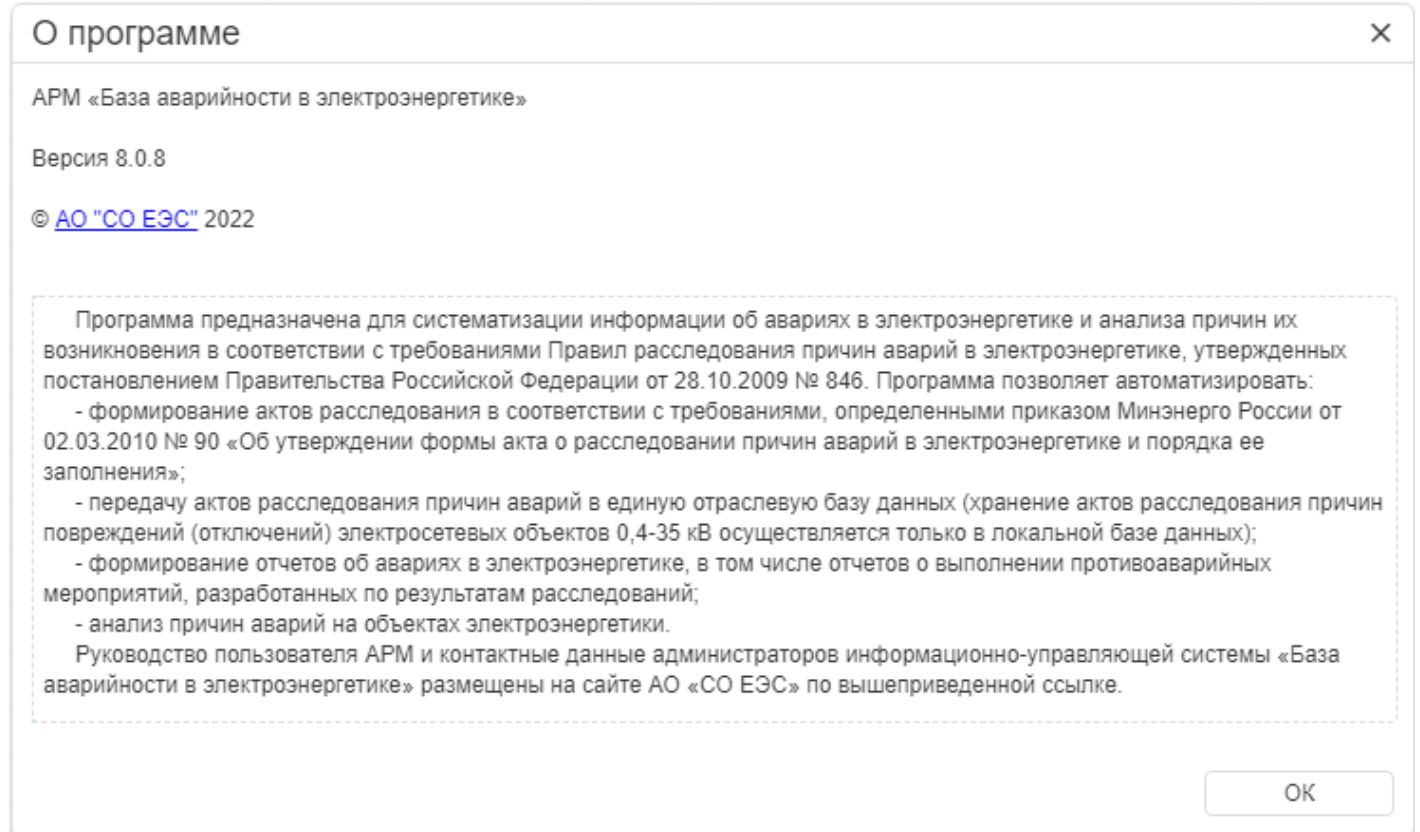 О программе
АРМ «База аварийности в электроэнергетике»
Версия 8.0.8
© АО "СО ЕЭС" 2022
Программа предназначена для систематизации информации об авариях в электроэнергетике и анализа причин их
возникновения в соответствии с требованиями Правил расследования причин аварий в электроэнергетике, утвержденных
постановлением Правительства Российской Федерации от 28.10.2009 № 846. Программа позволяет автоматизировать:
- формирование актов расследования в соответствии с требованиями, определенными приказом Минэнерго России от
02.03.2010 № 90 «Об утверждении формы акта о расследовании причин аварий в электроэнергетике и порядка ее
заполнения»;
- передачу актов расследования причин аварий в единую отраслевую базу данных (хранение актов расследования причин
повреждений (отключений) электросетевых объектов 0,4-35 кВ осуществляется только в локальной базе данных);
- формирование отчетов об авариях в электроэнергетике, в том числе отчетов о выполнении противоаварийных
мероприятий, разработанных по результатам расследований;
- анализ причин аварий на объектах электроэнергетики.
Руководство пользователя АРМ и контактные данные администраторов информационно-управляющей системы «База
аварийности в электроэнергетике» размещены на сайте АО «СО ЕЭС» по вышеприведенной ссылке.
ОК